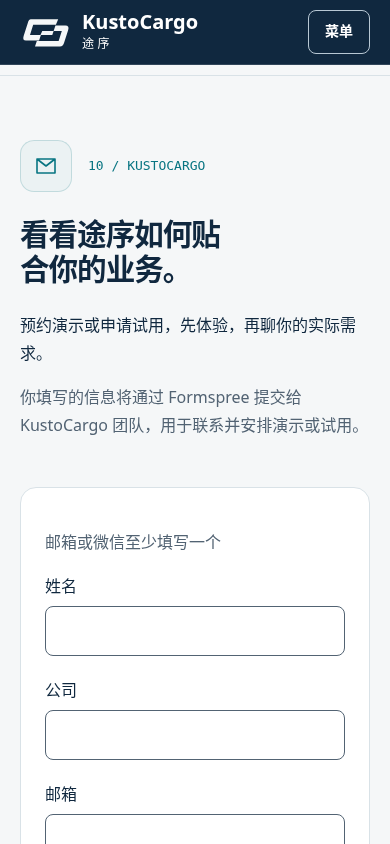 KustoCargo
途序
菜单
10 / KUSTOCARGO
看看途序如何贴
合你的业务。
预约演示或申请试用，先体验，再聊你的实际需
求。
你填写的信息将通过 Formspree 提交给
KustoCargo 团队，用于联系并安排演示或试用。
邮箱或微信至少填写一个
姓名
公司
邮箱